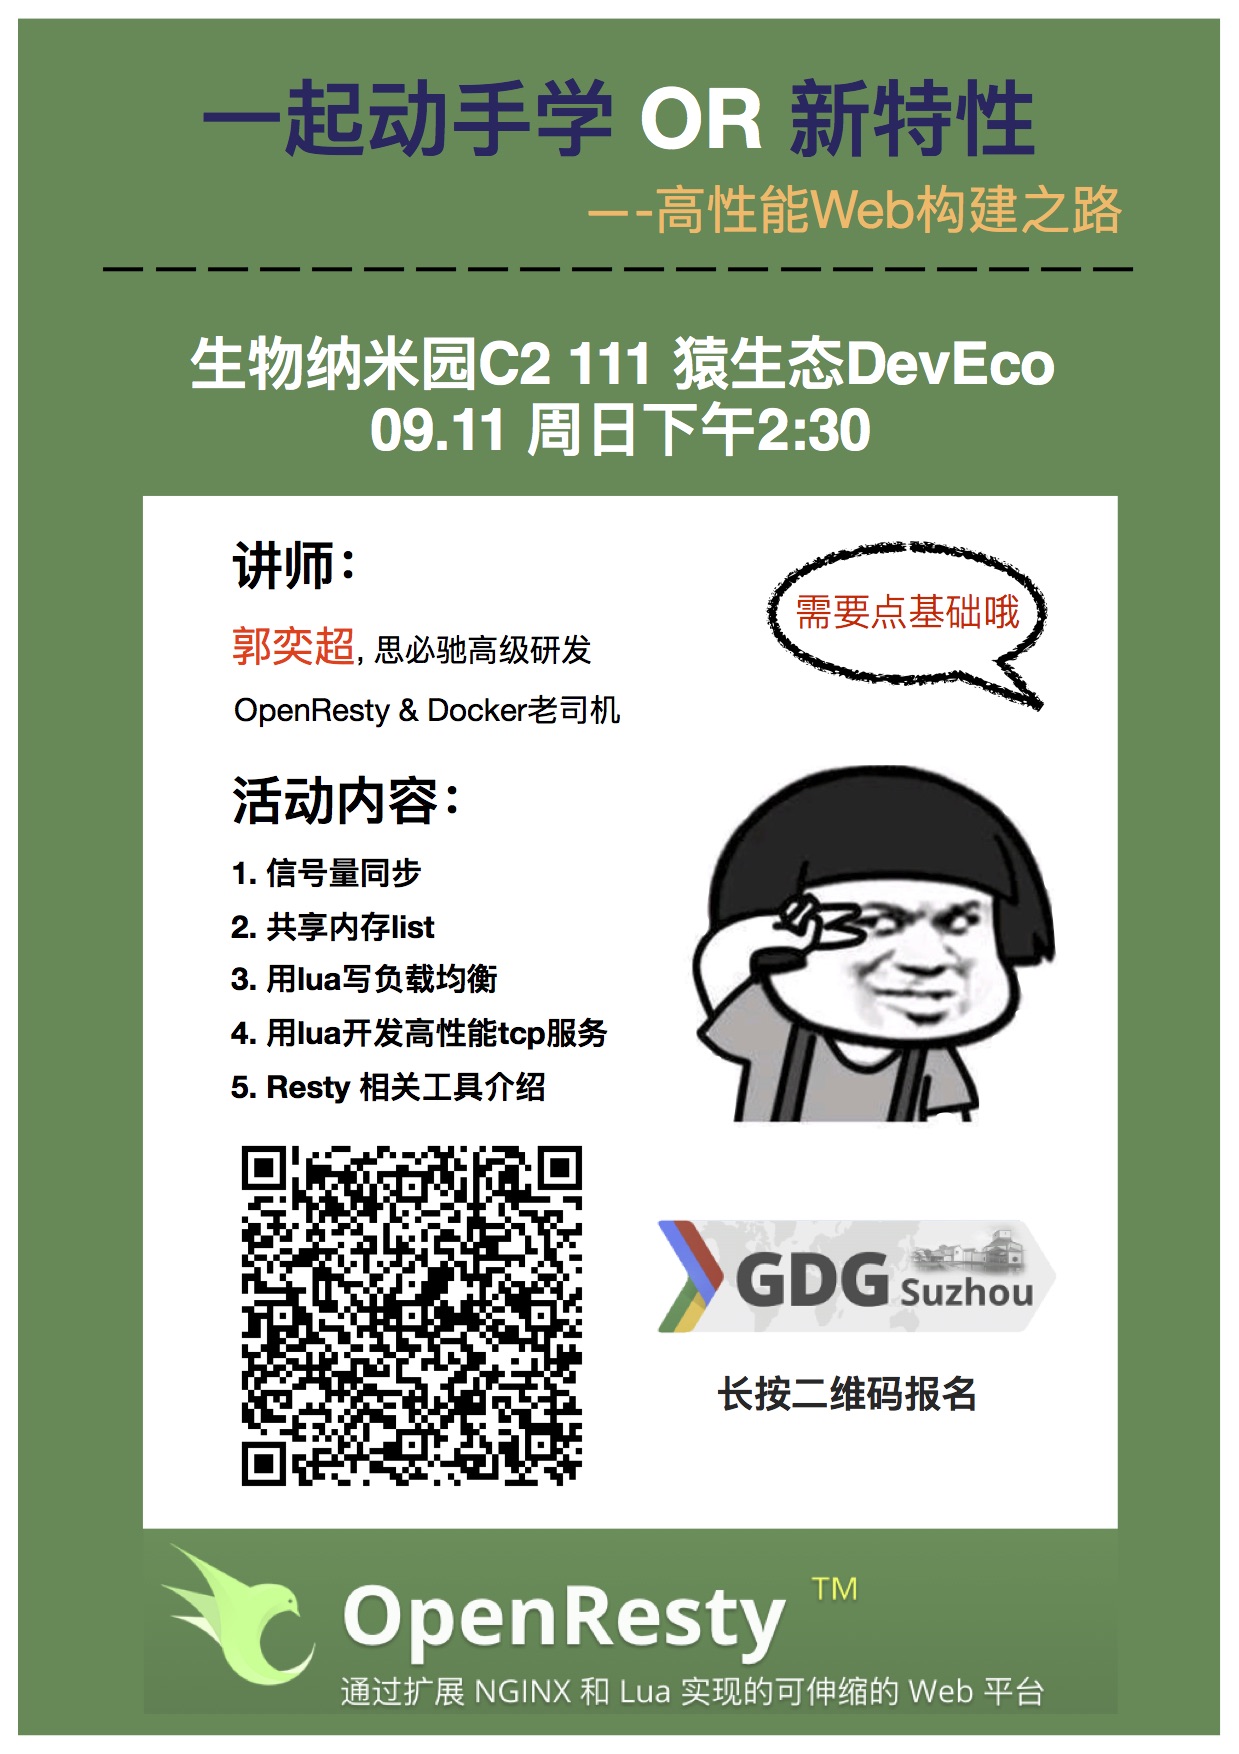 一起动手学 OR 新特性
—-高性能Web构建之路
生物纳米园C2 111 猿生态DevEco
09.11 周日下午2:30
讲师：
需要点基础哦
郭奕超, 思必驰高级研发
OpenResty & Docker老司机
活动内容：
1. 信号量同步
2. 共享内存list
3. 用lua写负载均衡
4. 用lua开发高性能tcp服务
5. Resty 相关工具介绍
GDG Suzhou
长按二维码报名
OpenResty TM
通过扩展 NGINX 和 Lua 实现的可伸缩的 Web 平台